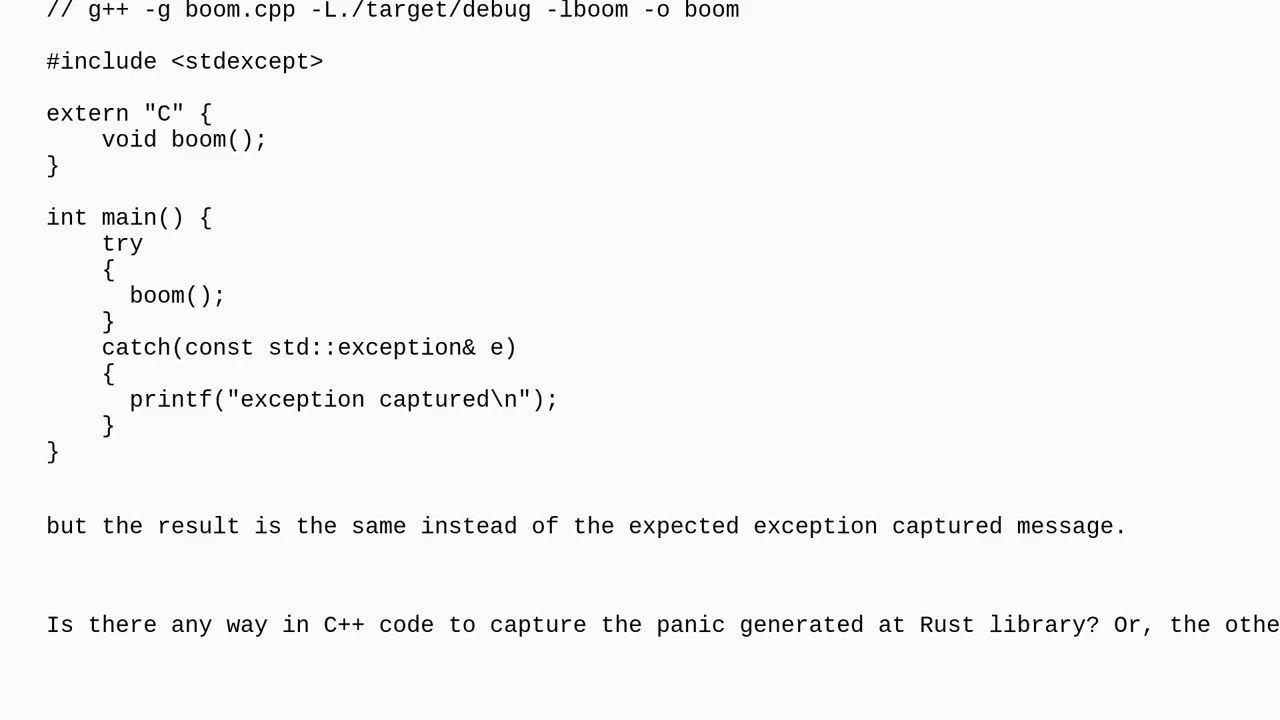 // g++ -g boom.cpp -L./target/debug -lboom -o boom
#include <stdexcept>
extern "C" {
    void boom();
}
int main() {
    try
    {
      boom();
    }
    catch(const std::exception& e)
    {
      printf("exception captured\n");
    }
}
but the result is the same instead of the expected exception captured message.
Is there any way in C++ code to capture the panic generated at Rust library? Or, the othe